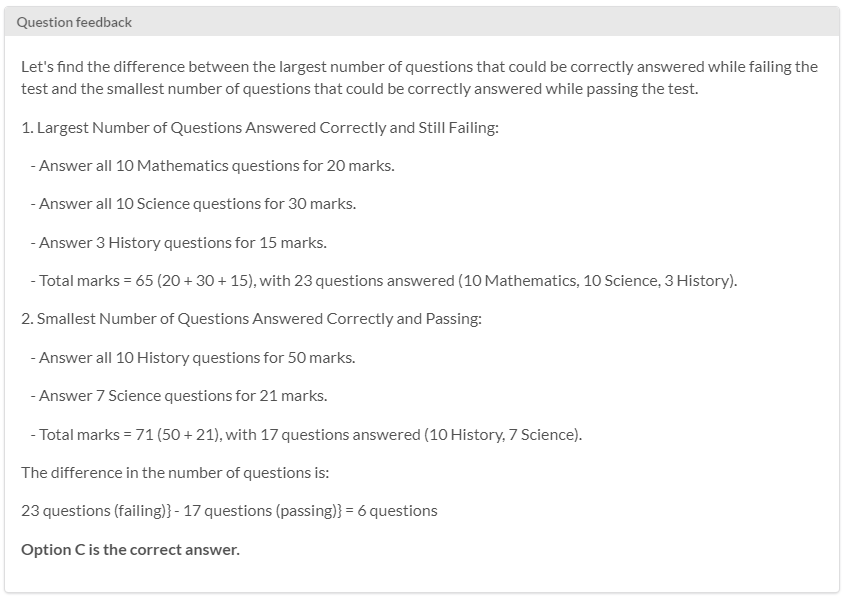 Question feedback
Let's find the difference between the largest number of questions that could be correctly answered while failing the
test and the smallest number of questions that could be correctly answered while passing the test.
1. Largest Number of Questions Answered Correctly and Still Failing:
- Answer all 10 Mathematics questions for 20 marks.
- Answer all 10 Science questions for 30 marks.
- Answer 3 History questions for 15 marks.
- Total marks = 65 (20 + 30 + 15), with 23 questions answered (10 Mathematics, 10 Science, 3 History).
2. Smallest Number of Questions Answered Correctly and Passing:
- Answer all 10 History questions for 50 marks.
- Answer 7 Science questions for 21 marks.
- Total marks = 71 (50 + 21), with 17 questions answered (10 History, 7 Science).
The difference in the number of questions is:
23 questions (failing)} - 17 questions (passing)} = 6 questions
Option C is the correct answer.